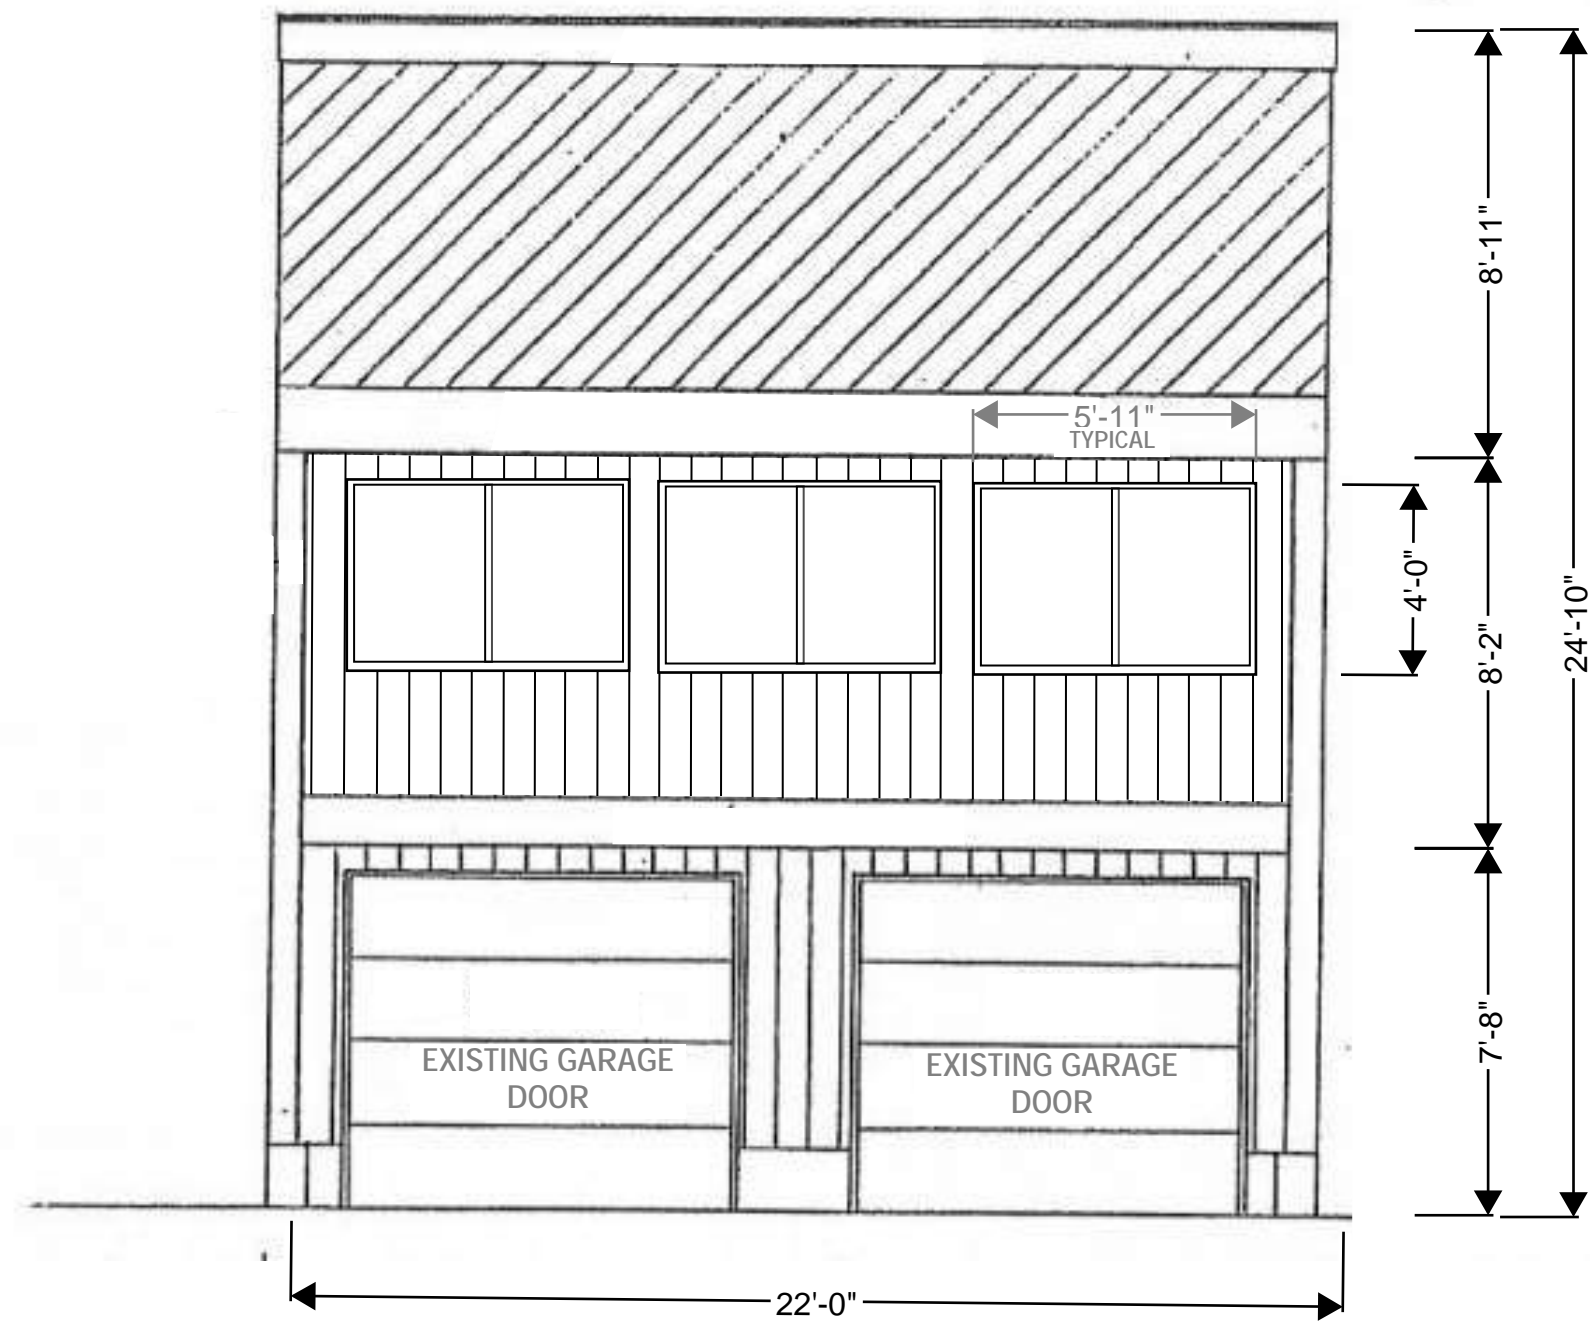 8'-11"
5'-11"
TYPICAL
4'-0"
8'-2"
24'-10"
7'-8"
EXISTING GARAGE
DOOR
EXISTING GARAGE
DOOR
22'-0"